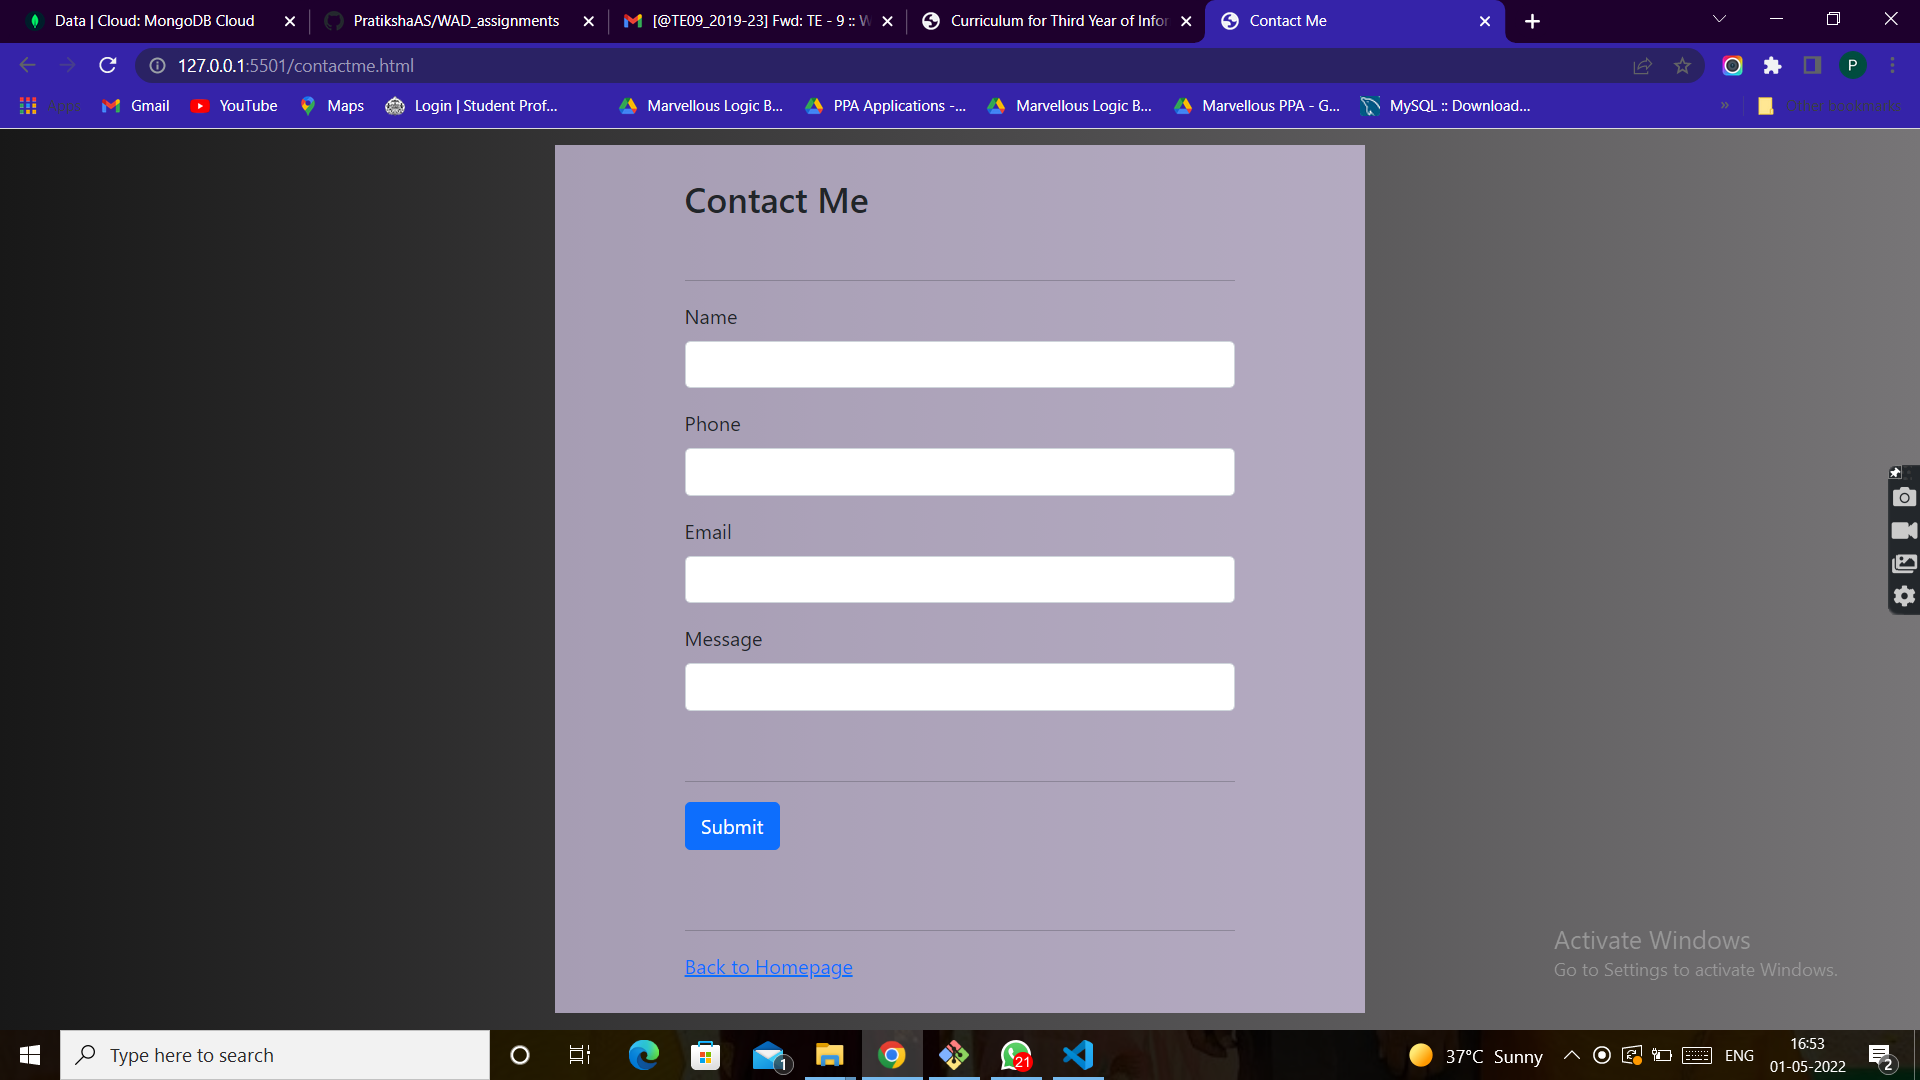 Data | Cloud: MongoDB Cloud
PratikshaAS/WAD_assignments
[@TE09_2019-23] Fwd: TE - 9 :: W
Curriculum for Third Year of Infor
Contact Me
127.0.0.1:5501/contactme.html
P
Apps
Gmail
YouTube
Maps
Login | Student Prof...
Marvellous Logic B...
PPA Applications -...
Marvellous Logic B...
Marvellous PPA - G...
MySQL :: Download...
»
Other bookmarks
Contact Me
Name
Phone
Email
Message
Submit
Back to Homepage
Activate Windows
Go to Settings to activate Windows.
Type here to search
1
21
37°C Sunny
ENG
16:53
01-05-2022
2